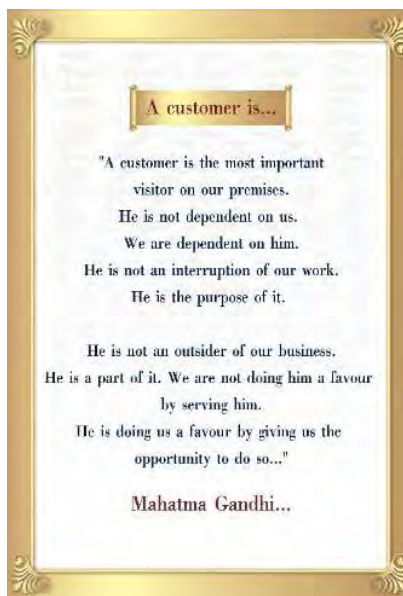 A customer is...
"A customer is the most important
visitor on our premises.
He is not dependent on us.
We are dependent on him.
He is not an interruption of our work.
He is the purpose of it.
He is not an outsider of our business.
He is a part of it. We are not doing him a favour
by serving him.
He is doing us a favour by giving us the
opportunity to do so..."
Mahatma Gandhi...